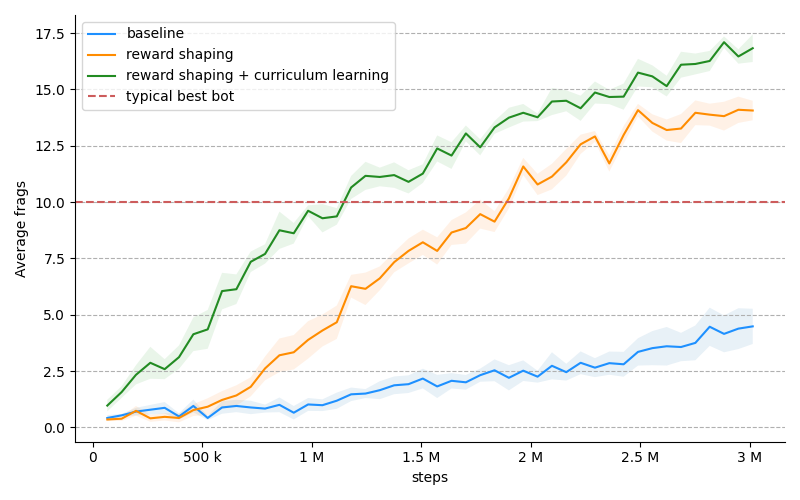 baseline
reward shaping
reward shaping + curriculum learning
typical best bot
Average frags
17.5
15.0
12.5
10.0
7.5
5.0
2.5
0.0
0 500 k 1 M 1.5 M 2 M 2.5 M 3 M
steps